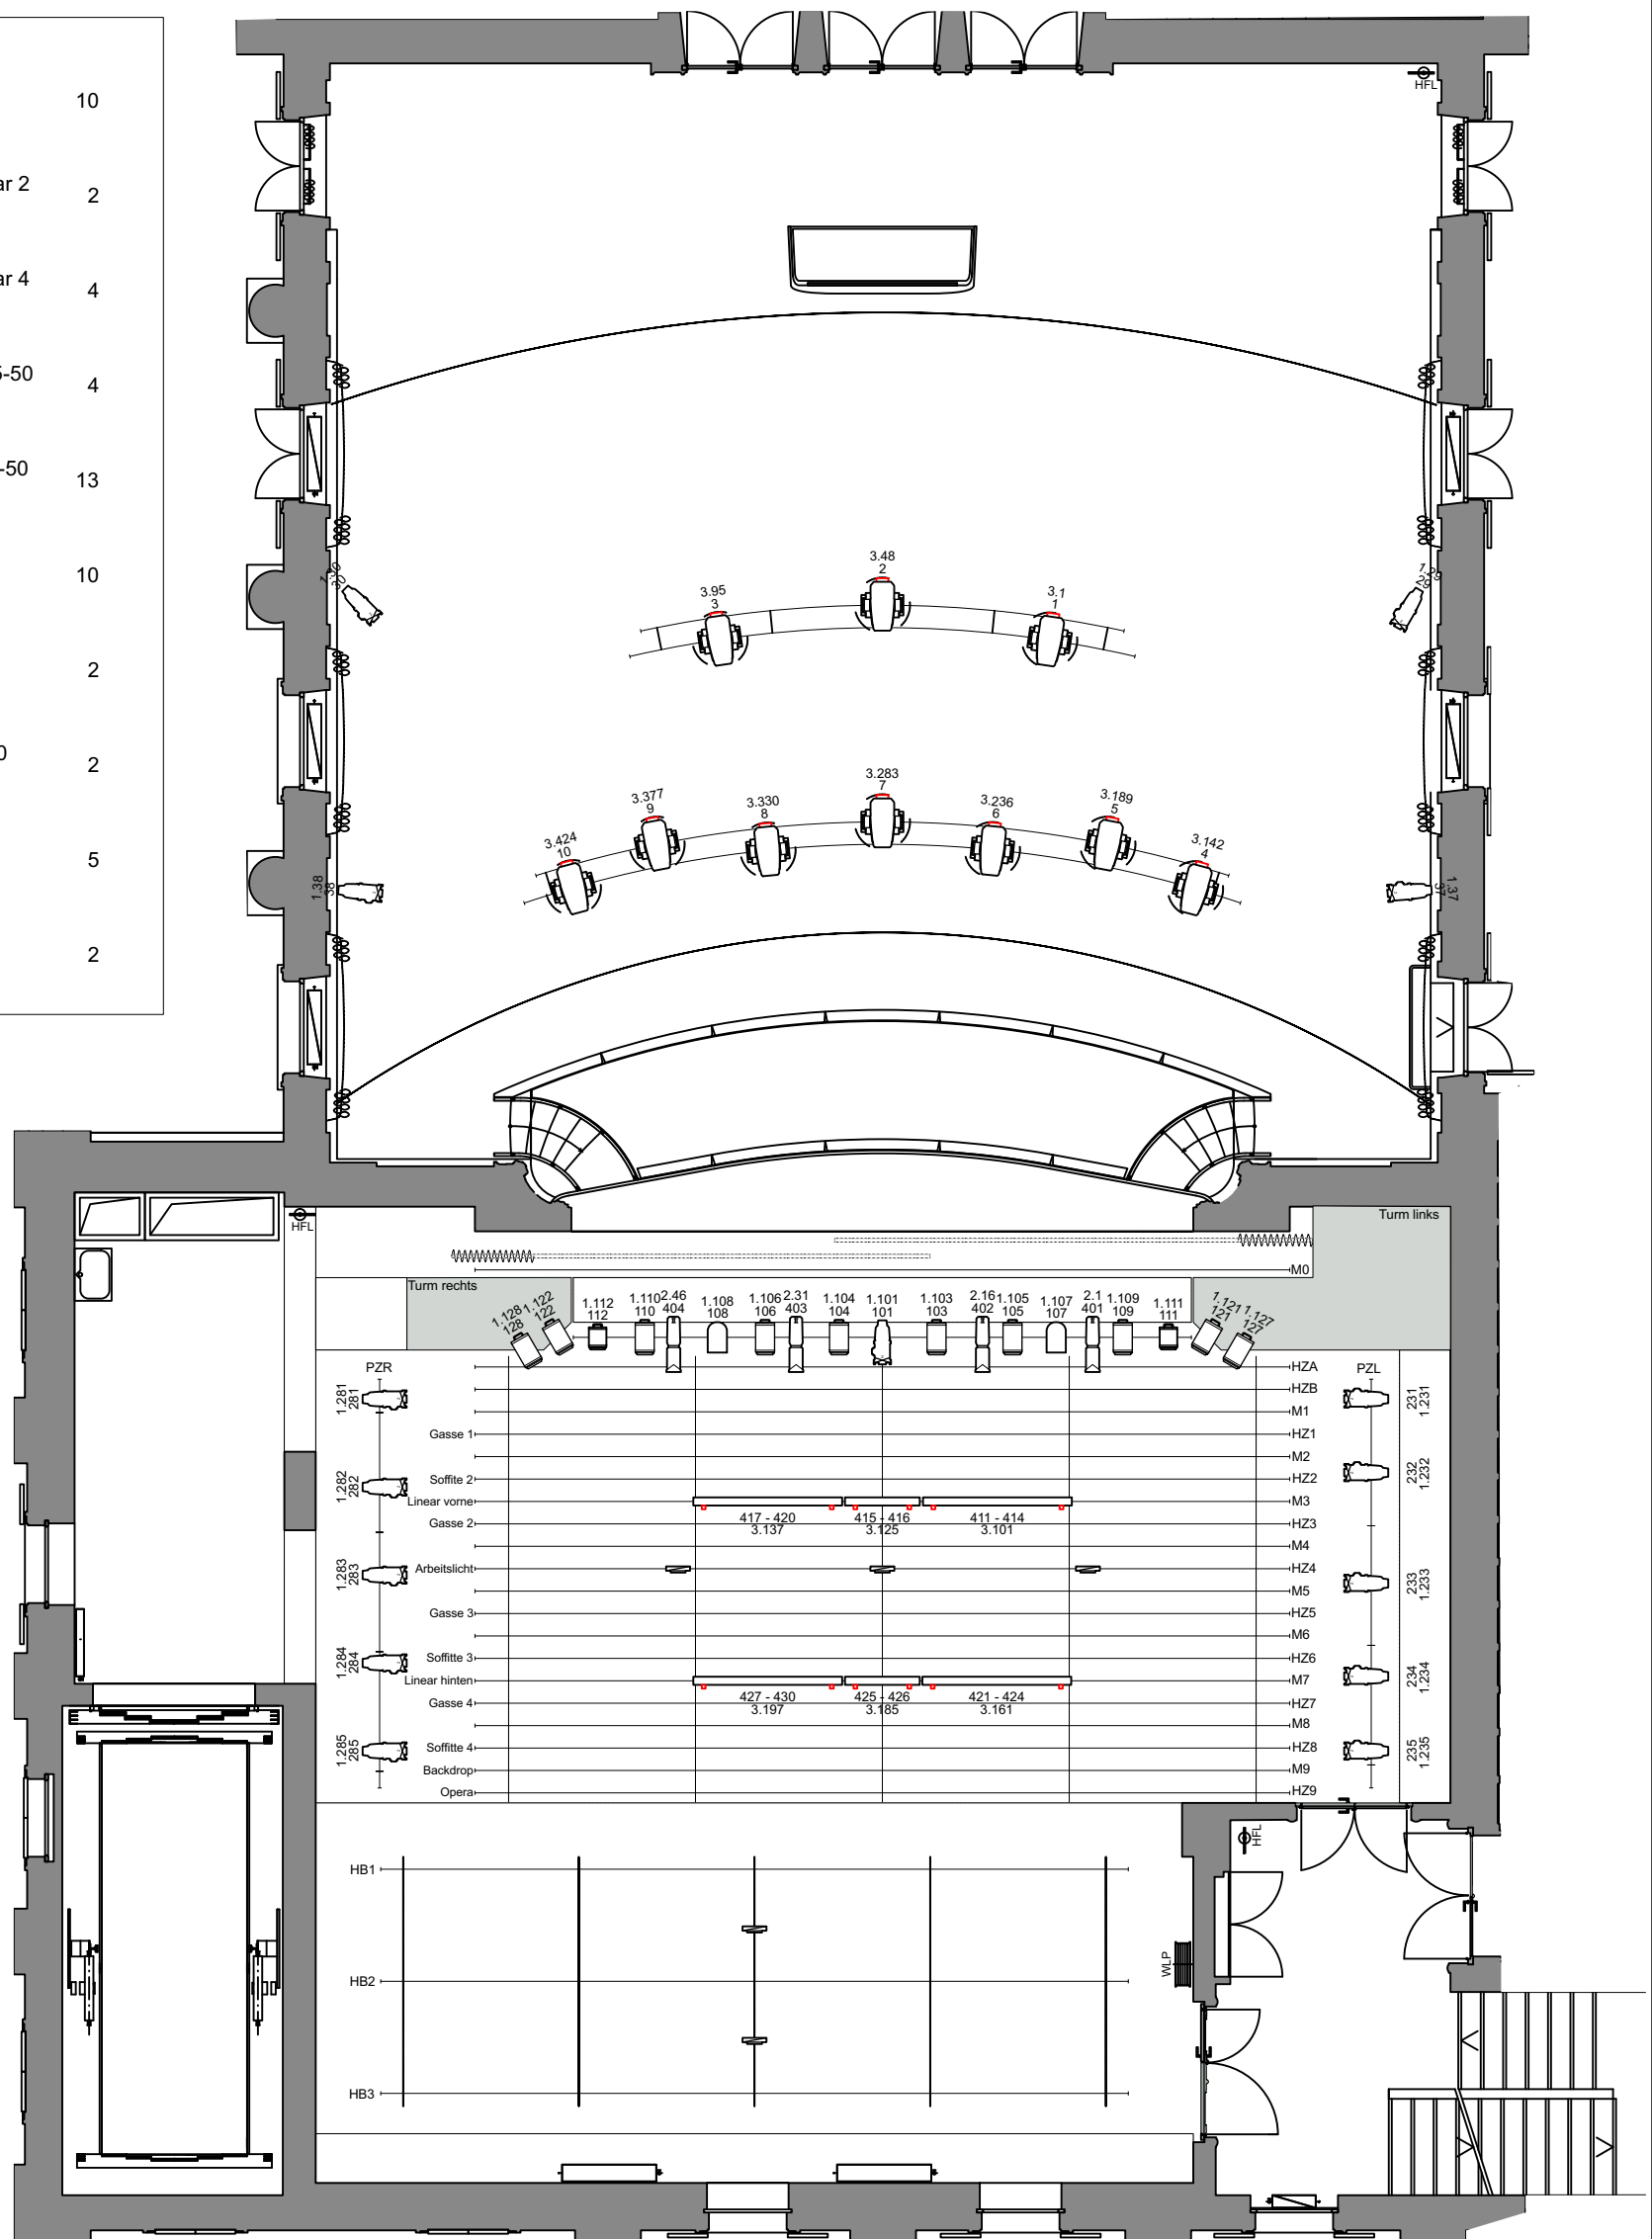 10
ar 2
2
ar 4
4
5-50
4
-50
13
10
2
0
2
5
2
HFL
3.48
2
3.95
3
3.1
1
1.30
30
1.29
29
3.283
7
3.377
9
3.330
8
3.236
6
3.189
5
3.424
10
3.142
4
1.38
38
37
1.37
HFL
Turm links
M0
Turm rechts
1.128
128
1.122
122
1.112
112
1.110
110
2.46
404
1.108
108
1.106
106
2.31
403
1.104
104
1.101
101
1.103
103
2.16
402
1.105
105
1.107
107
2.1
401
1.109
109
1.111
111
1.121
121
1.127
127
PZR
HZA
PZL
HZB
1.281
281
231
1.231
M1
Gasse 1
HZ1
M2
1.282
282
Soffite 2
HZ2
232
1.232
Linear vorne
M3
417 - 420
3.137
415 - 416
3.125
411 - 414
3.101
Gasse 2
HZ3
M4
1.283
283
Arbeitslicht
HZ4
233
1.233
M5
Gasse 3
HZ5
M6
1.284
284
Soffitte 3
HZ6
234
1.234
Linear hinten
M7
427 - 430
3.197
425 - 426
3.185
421 - 424
3.161
Gasse 4
HZ7
M8
1.285
285
Soffitte 4
HZ8
235
1.235
Backdrop
M9
Opera
HZ9
HFL
HB1
WLP
HB2
HB3